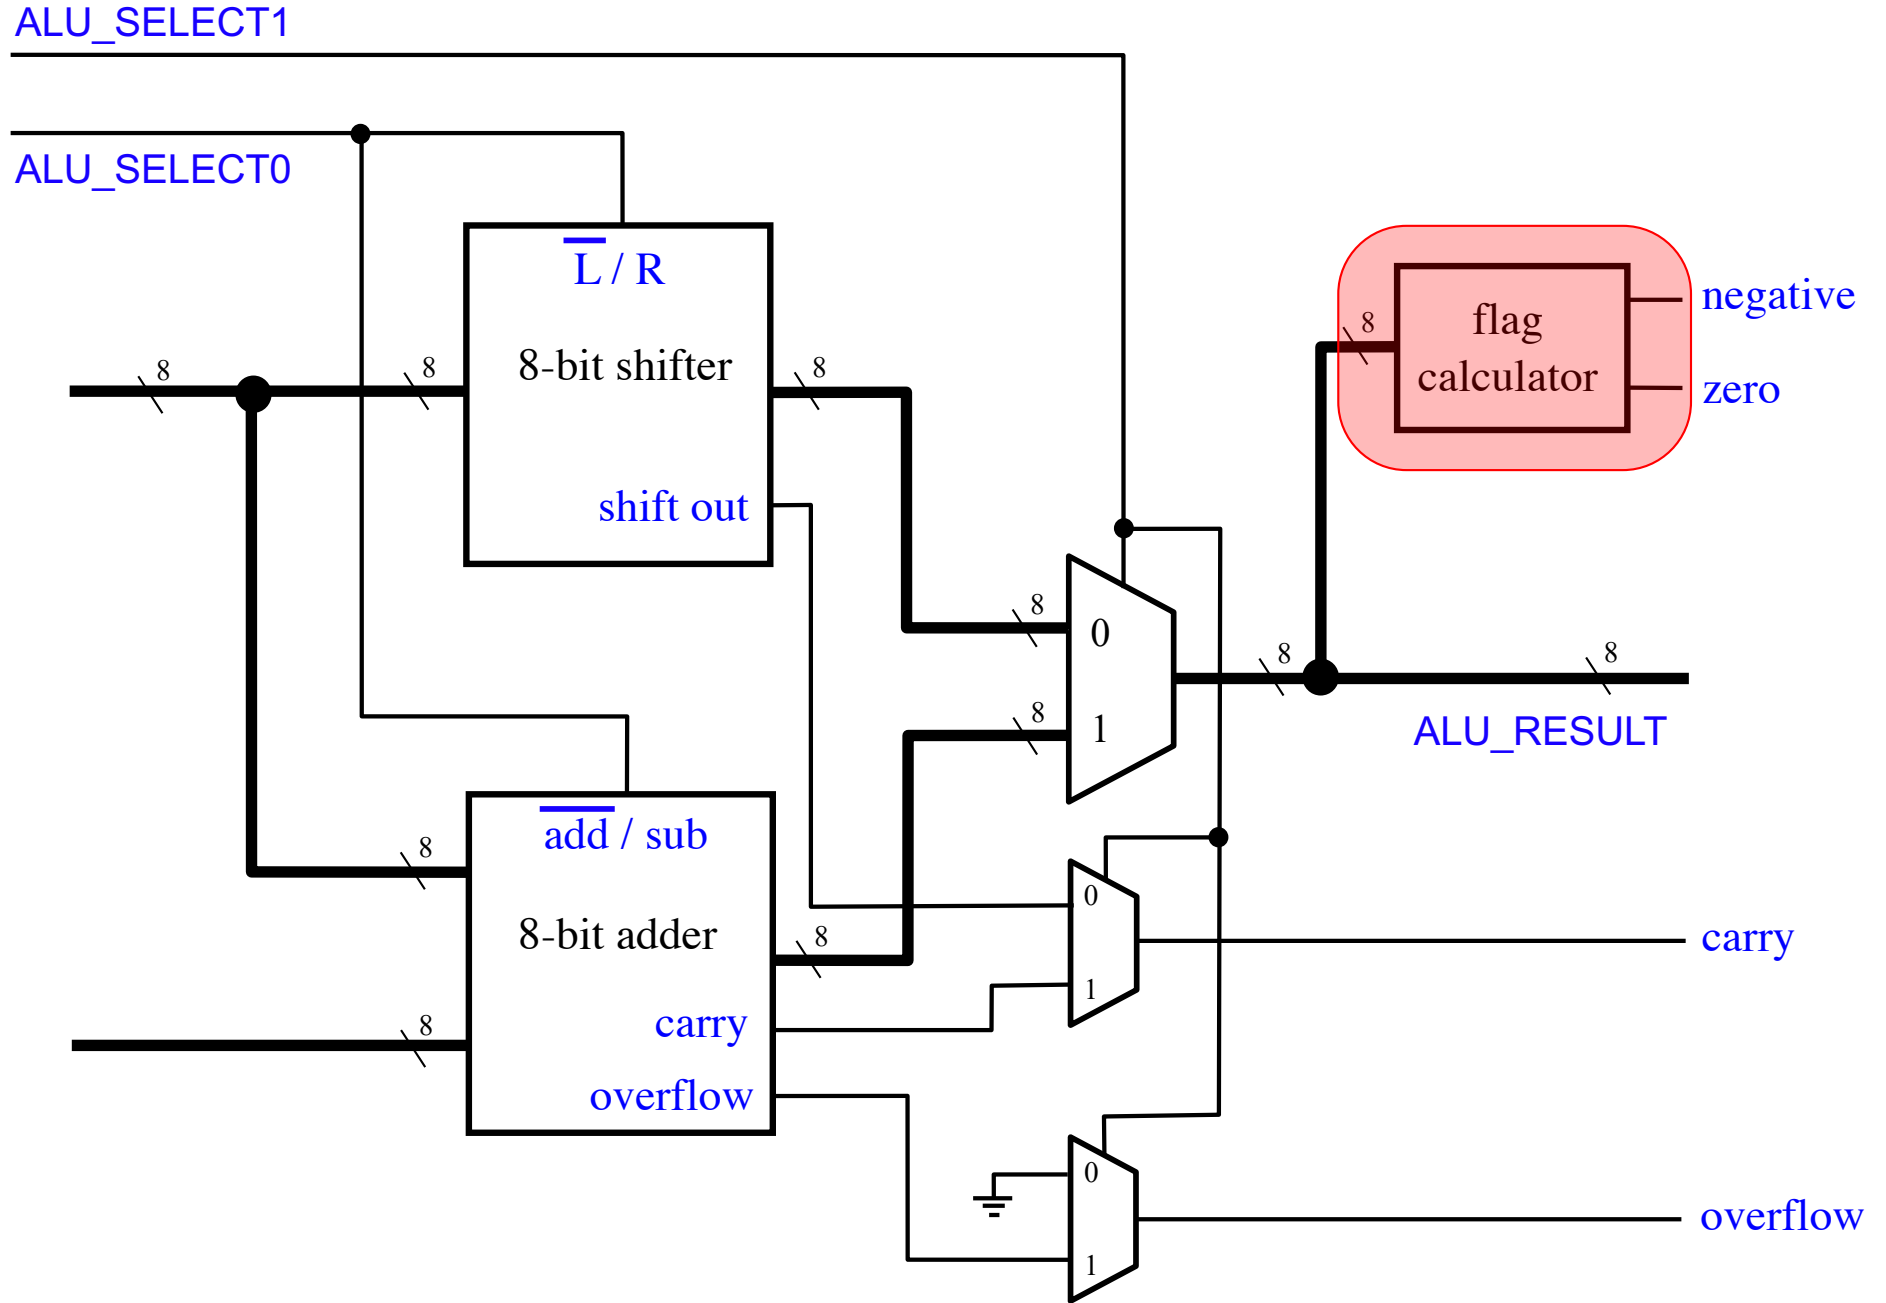 ALU_SELECT1
ALU_SELECT0
L / R
8-bit shifter
shift out
8
8
8
8
8
add / sub
8-bit adder
carry
overflow
8
8
8
0
1
8
8
ALU_RESULT
8
flag
calculator
negative
zero
0
1
carry
0
1
overflow